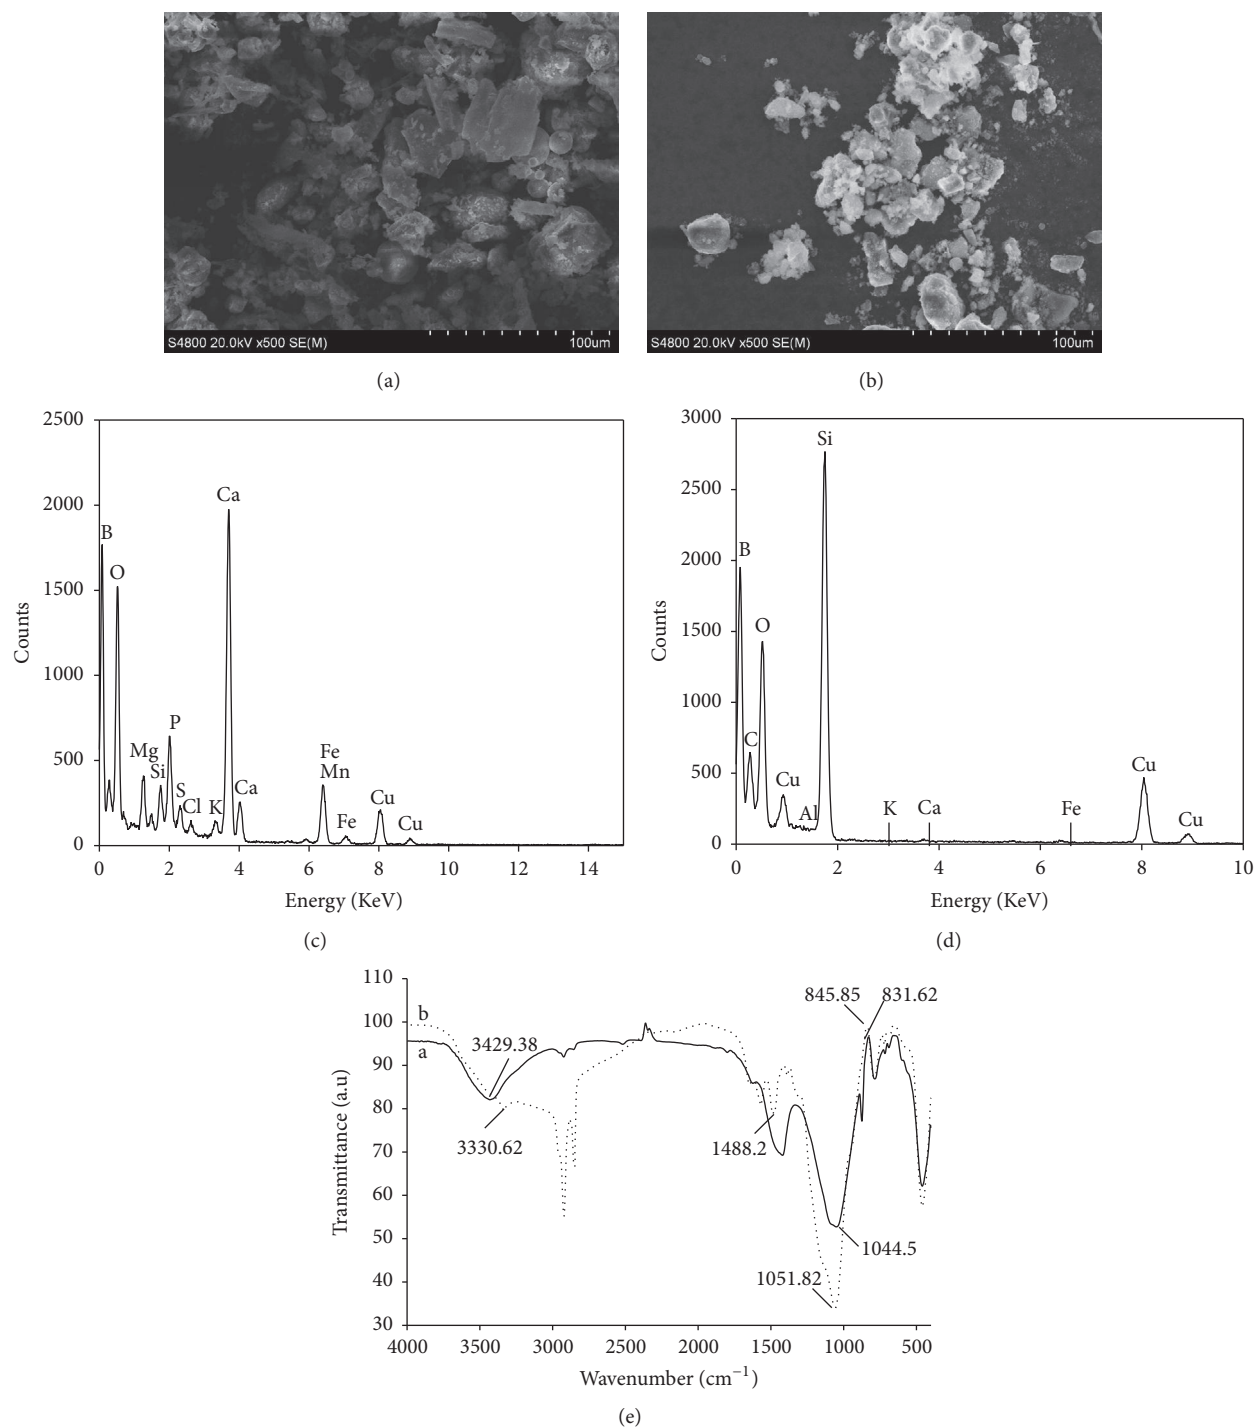 S4800 20.0kV x500 SE(M) 100um
S4800 20.0kV x500 SE(M) 100um
(a)
(b)
2500
2000
1500
1000
500
0
Counts
B
O
Mg
Si
P
S
Cl
K
Ca
Ca
Fe
Mn
Fe
Cu
Cu
0 2 4 6 8 10 12 14
Energy (KeV)
(c)
3000
2500
2000
1500
1000
500
0
Counts
B
C
O
Cu
Al
Si
K
Ca
Fe
Cu
Cu
0 2 4 6 8 10
Energy (KeV)
(d)
110
100
90
80
70
60
50
40
30
Transmittance (a.u)
b
a
3429.38
3330.62
845.85
831.62
1488.2
1044.5
1051.82
4000 3500 3000 2500 2000 1500 1000 500
Wavenumber (cm⁻¹)
(e)